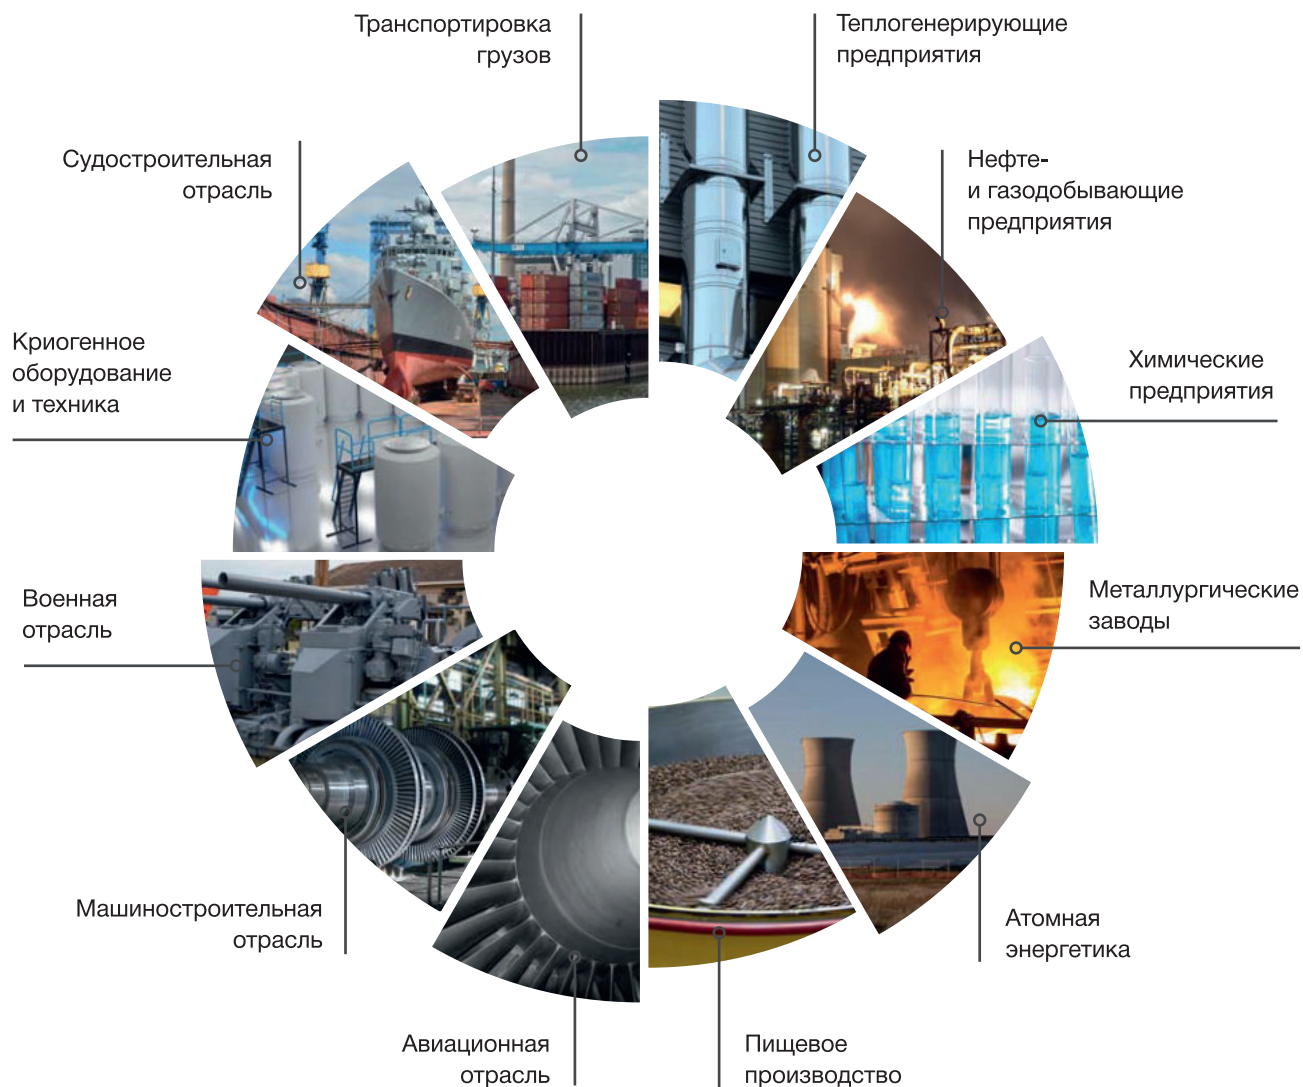 Транспортировка
грузов
Теплогенерирующие
предприятия
Нефте-
и газодобывающие
предприятия
Химические
предприятия
Металлургические
заводы
Атомная
энергетика
Пищевое
производство
Авиационная
отрасль
Машиностроительная
отрасль
Военная
отрасль
Криогенное
оборудование
и техника
Судостроительная
отрасль